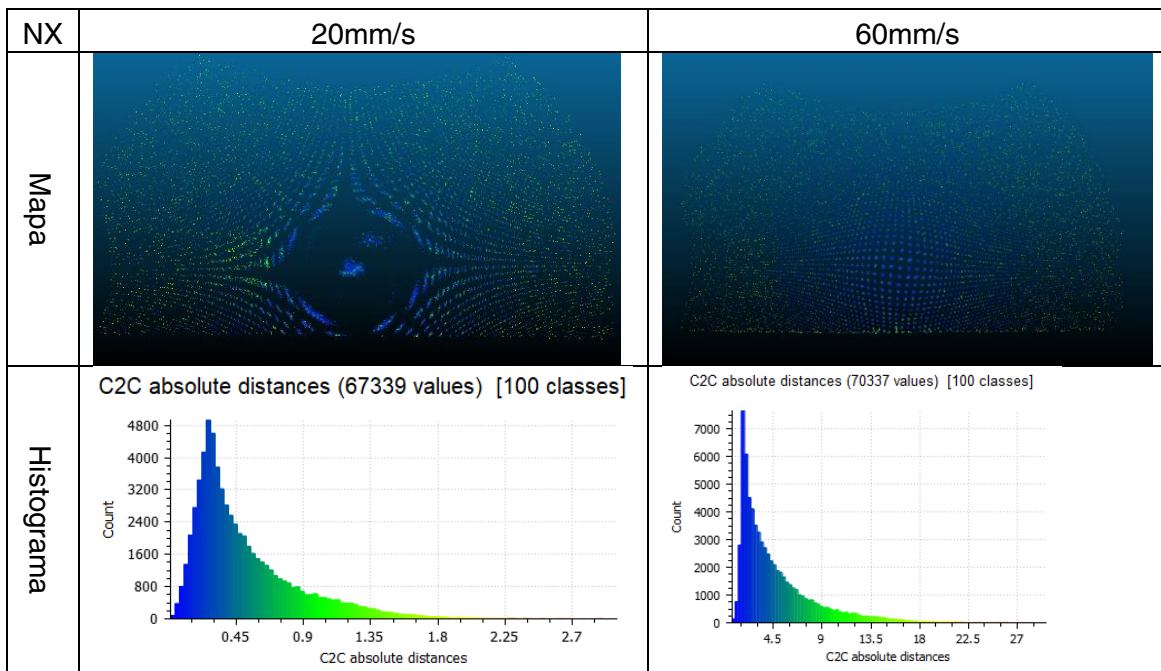 NX 20mm/s 60mm/s
Mapa
Histograma
C2C absolute distances (67339 values) [100 classes]
4800
4000
3200
2400
1600
800
0
Count
0.45 0.9 1.35 1.8 2.25 2.7
C2C absolute distances
C2C absolute distances (70337 values) [100 classes]
7000
6000
5000
4000
3000
2000
1000
0
Count
4.5 9 13.5 18 22.5 27
C2C absolute distances